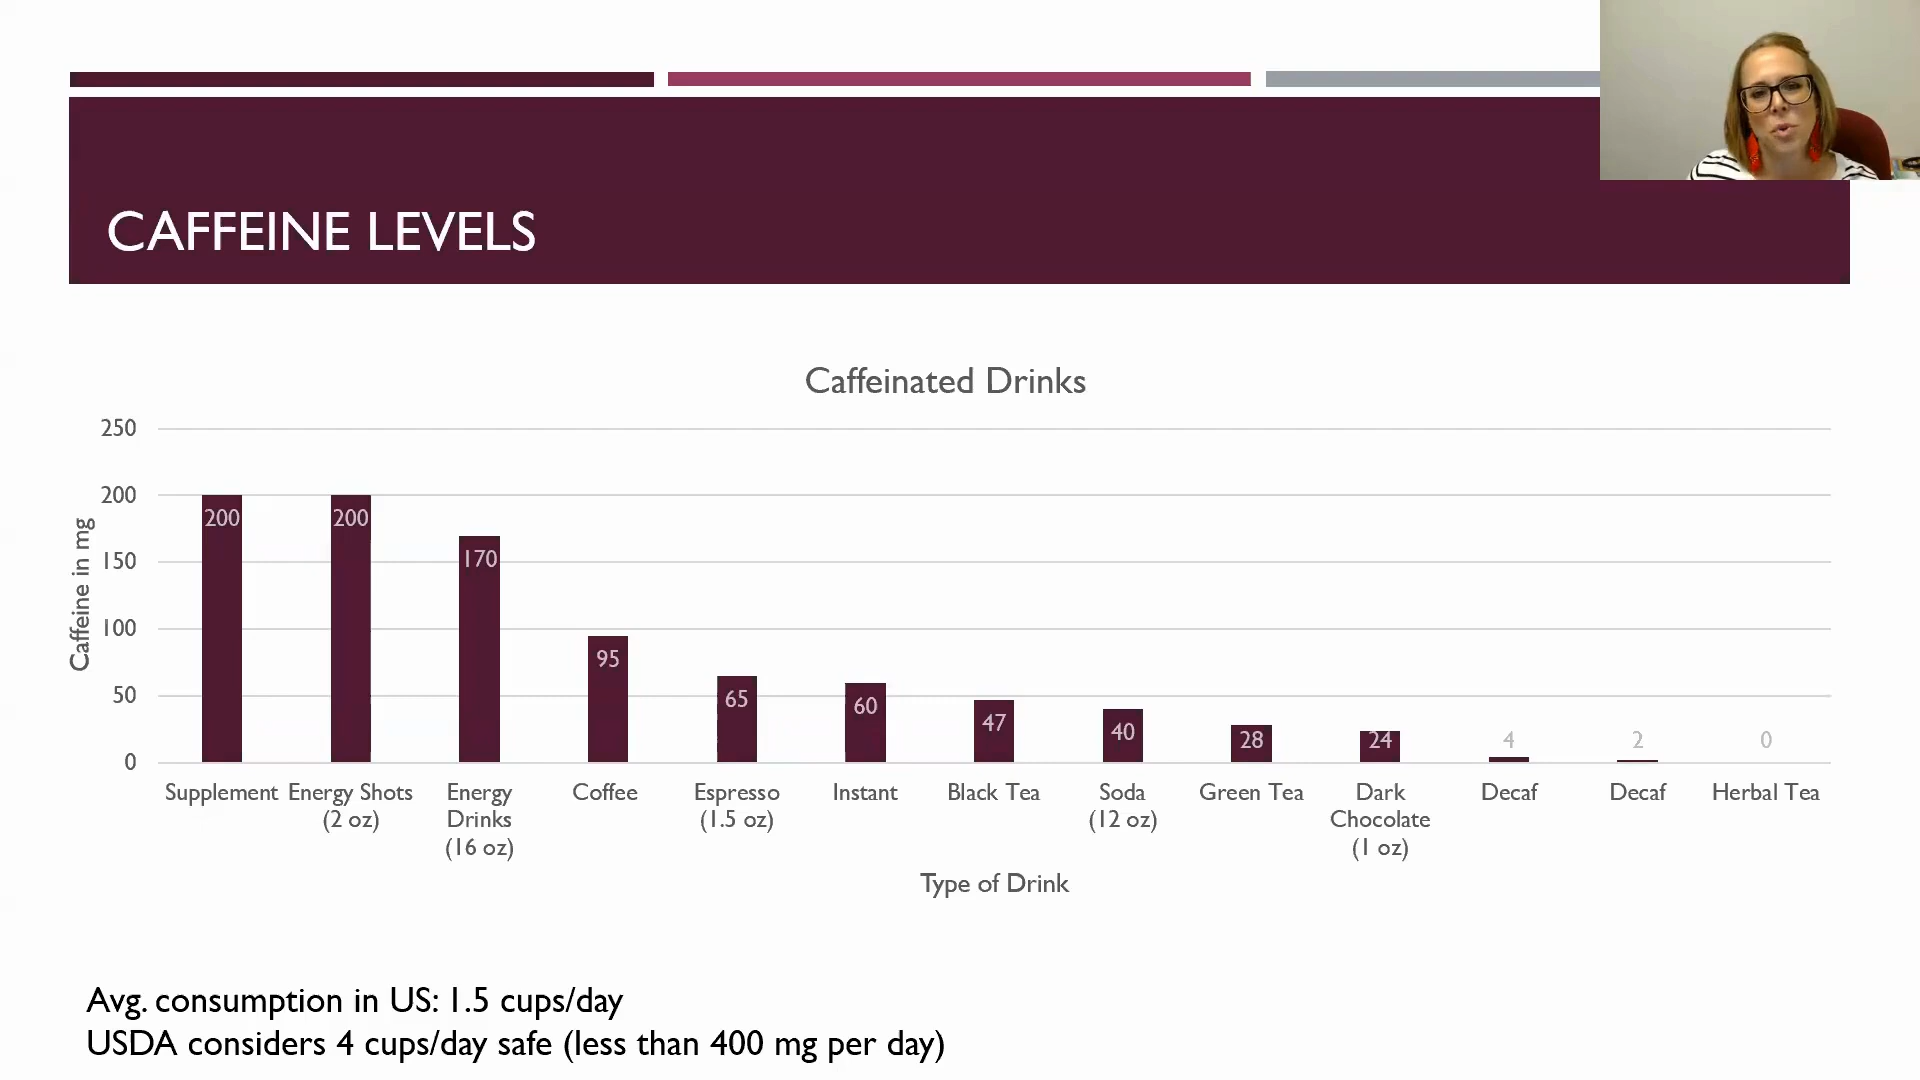 CAFFEINE LEVELS
Caffeinated Drinks
Caffeine in mg
250
200
150
100
50
0
200
200
170
95
65
60
47
40
28
24
4
2
0
Supplement
Energy Shots
(2 oz)
Energy
Drinks
(16 oz)
Coffee
Espresso
(1.5 oz)
Instant
Black Tea
Soda
(12 oz)
Green Tea
Dark
Chocolate
(1 oz)
Decaf
Decaf
Herbal Tea
Type of Drink
Avg. consumption in US: 1.5 cups/day
USDA considers 4 cups/day safe (less than 400 mg per day)